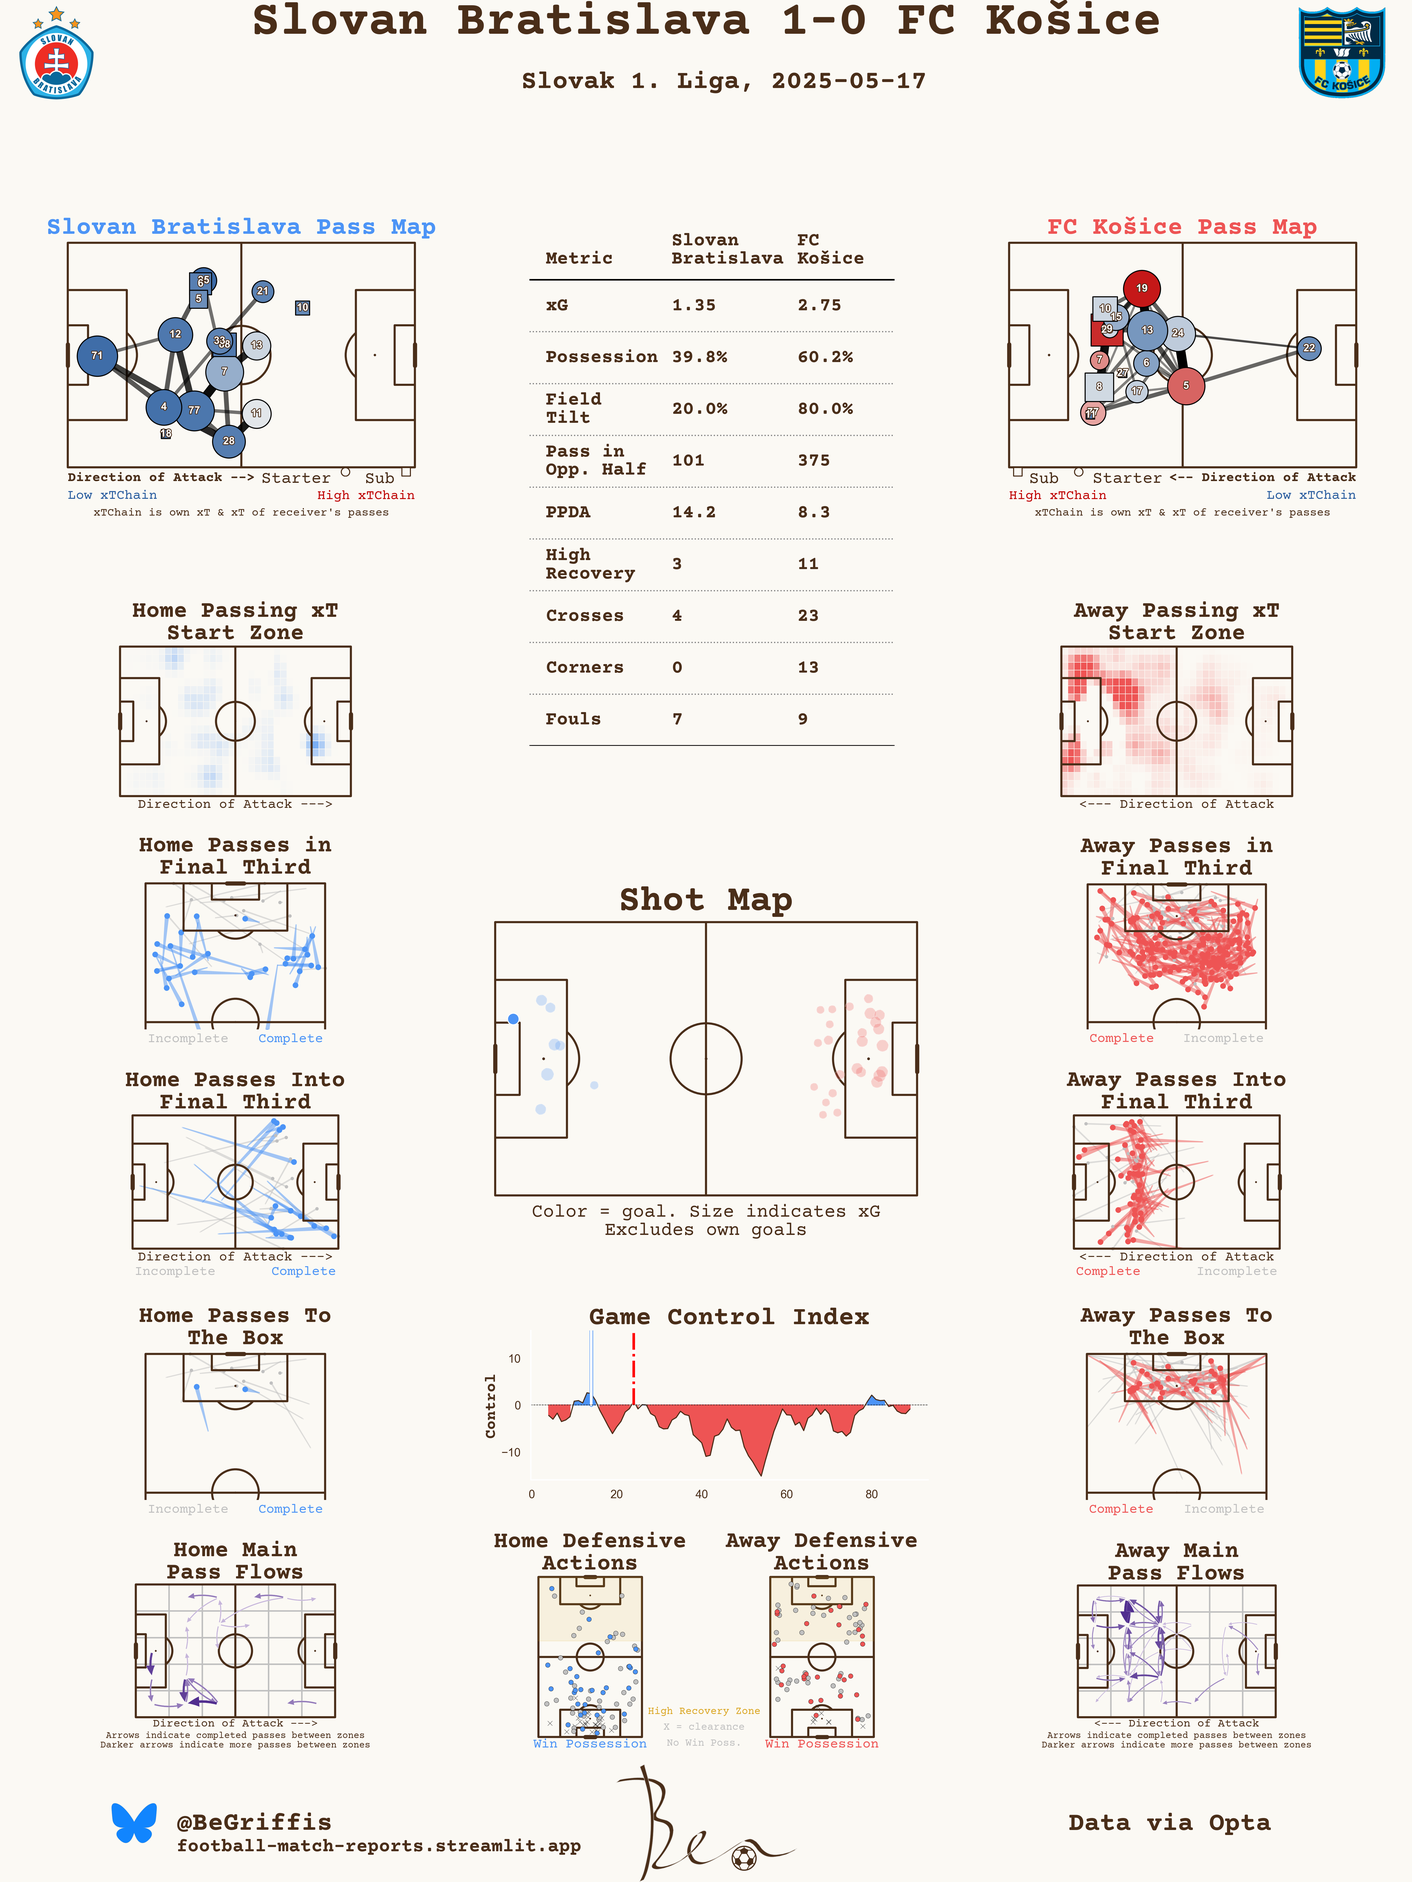 Slovan Bratislava 1-0 FC Košice
Slovak 1. Liga, 2025-05-17
SLOVAN
BRATISLAVA
FC KOŠICE
Slovan Bratislava Pass Map
71
12
4
77
28
7
33
13
11
21
10
5
6
18
Direction of Attack -->
Starter
Sub
Low xTChain
High xTChain
xTChain is own xT & xT of receiver's passes
Metric
Slovan
Bratislava
FC
Košice
xG 1.35 2.75
Possession 39.8% 60.2%
Field
Tilt 20.0% 80.0%
Pass in
Opp. Half 101 375
PPDA 14.2 8.3
High
Recovery 3 11
Crosses 4 23
Corners 0 13
Fouls 7 9
FC Košice Pass Map
19
10
15
29
13
24
22
7
27
6
8
17
5
Sub
Starter
<-- Direction of Attack
High xTChain
Low xTChain
xTChain is own xT & xT of receiver's passes
Home Passing xT
Start Zone
Direction of Attack --->
Away Passing xT
Start Zone
<--- Direction of Attack
Home Passes in
Final Third
Incomplete
Complete
Away Passes in
Final Third
Complete
Incomplete
Shot Map
Color = goal. Size indicates xG
Excludes own goals
Home Passes Into
Final Third
Direction of Attack --->
Incomplete
Complete
Away Passes Into
Final Third
<--- Direction of Attack
Complete
Incomplete
Home Passes To
The Box
Incomplete
Complete
Game Control Index
Control
10
0
−10
0 20 40 60 80
Away Passes To
The Box
Complete
Incomplete
Home Main
Pass Flows
Direction of Attack --->
Arrows indicate completed passes between zones
Darker arrows indicate more passes between zones
Home Defensive
Actions
Win Possession
High Recovery Zone
X = clearance
No Win Poss.
Away Defensive
Actions
Win Possession
Away Main
Pass Flows
<--- Direction of Attack
Arrows indicate completed passes between zones
Darker arrows indicate more passes between zones
@BeGriffis
football-match-reports.streamlit.app
Ben
Data via Opta